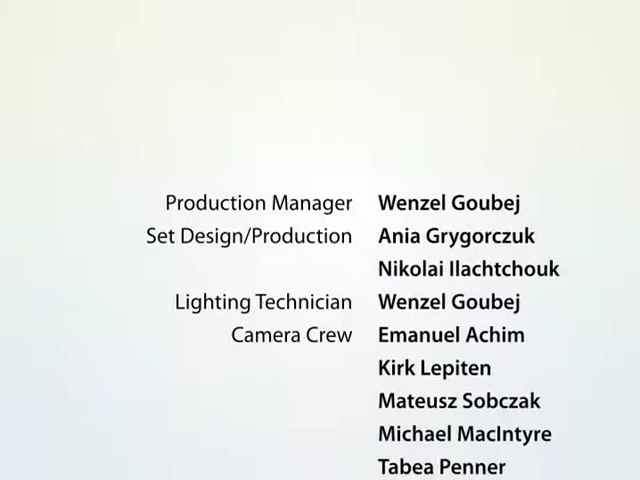 Production Manager Wenzel Goubej
Set Design/Production Ania Grygorczuk
Nikolai Ilachtchouk
Lighting Technician Wenzel Goubej
Camera Crew Emanuel Achim
Kirk Lepiten
Mateusz Sobczak
Michael MacIntyre
Tabea Penner